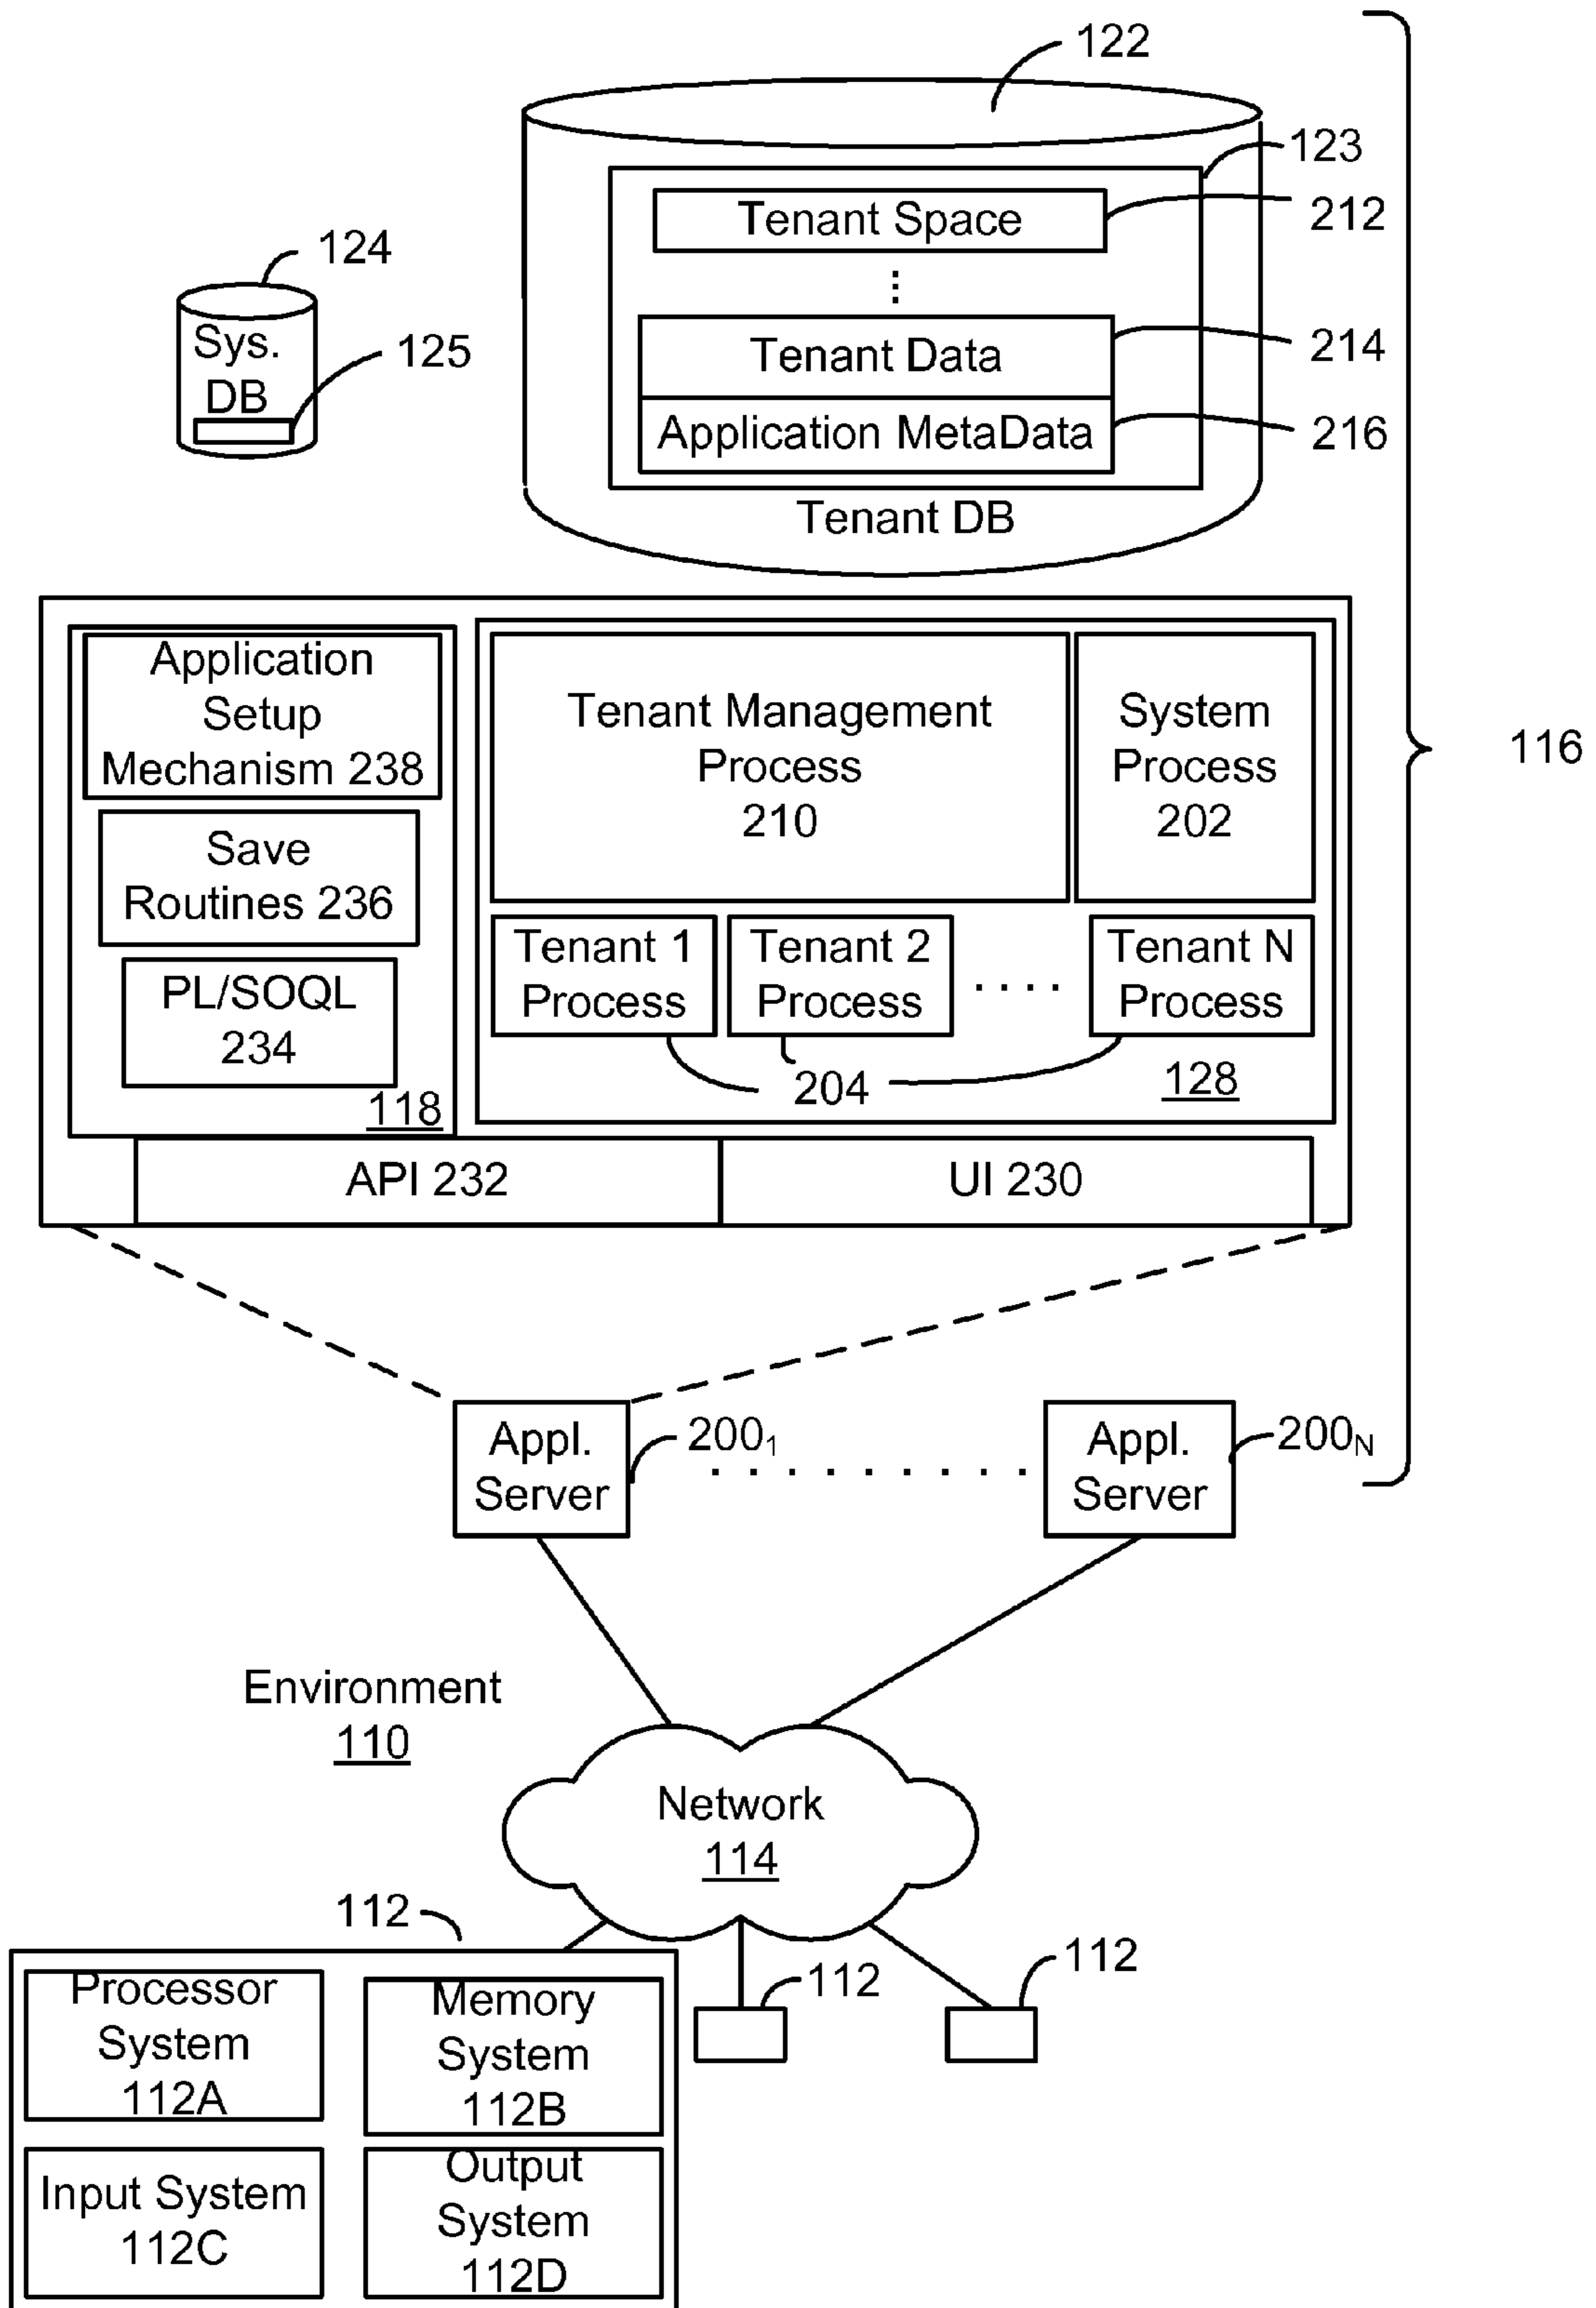 122
123
Tenant Space
212
124
Sys.
DB
125
Tenant Data
214
Application MetaData
216
Tenant DB
116
Application
Setup
Mechanism 238
Save
Routines 236
PL/SOQL
234
118
Tenant Management
Process
210
System
Process
202
Tenant 1
Process
Tenant 2
Process
Tenant N
Process
204
128
API 232
UI 230
Appl.
Server
200₁
Appl.
Server
200N
Environment
110
Network
114
112
112
112
Processor
System
112A
Memory
System
112B
Input System
112C
Output
System
112D